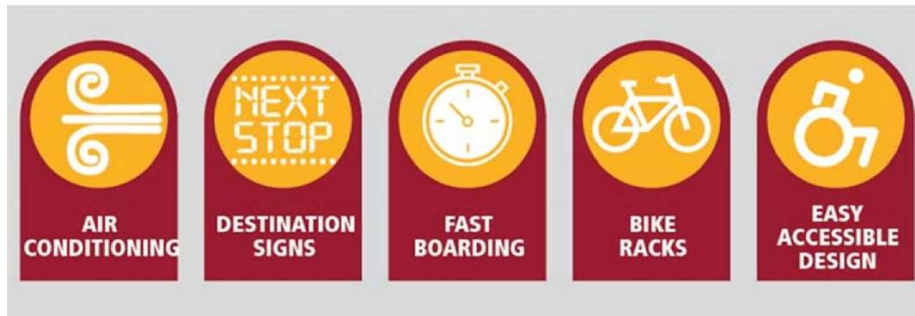 NEXT
STOP
AIR
CONDITIONING
DESTINATION
SIGNS
FAST
BOARDING
BIKE
RACKS
EASY
ACCESSIBLE
DESIGN